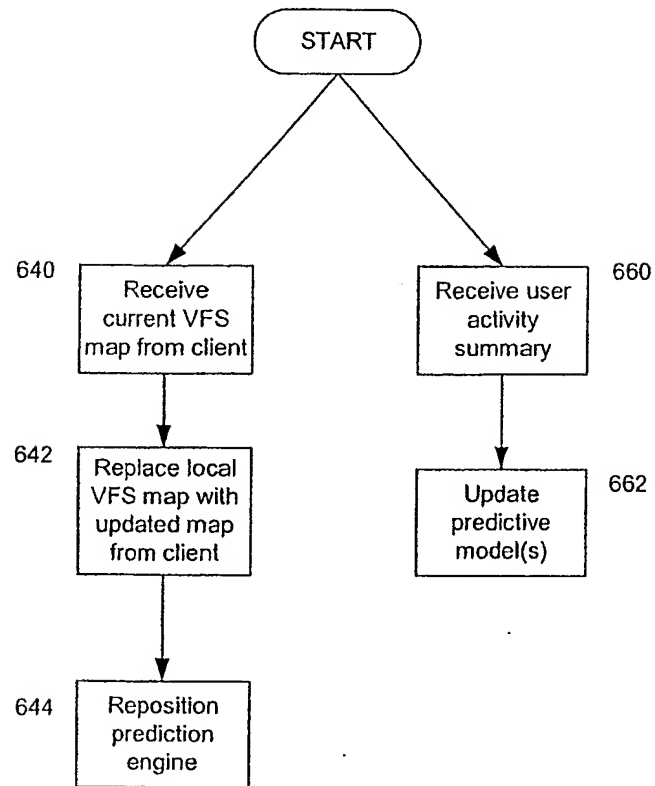 START
640
Receive
current VFS
map from client
660
Receive user
activity
summary
642
Replace local
VFS map with
updated map
from client
662
Update
predictive
model(s)
644
Reposition
prediction
engine